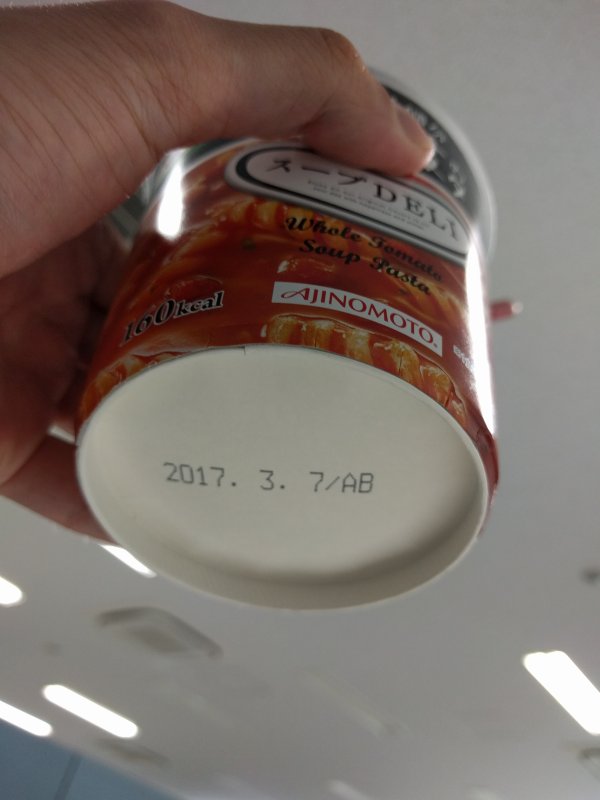 スープDELI
Whole Tomato
Soup Pasta
160kcal
AJINOMOTO®
2017. 3. 7/AB